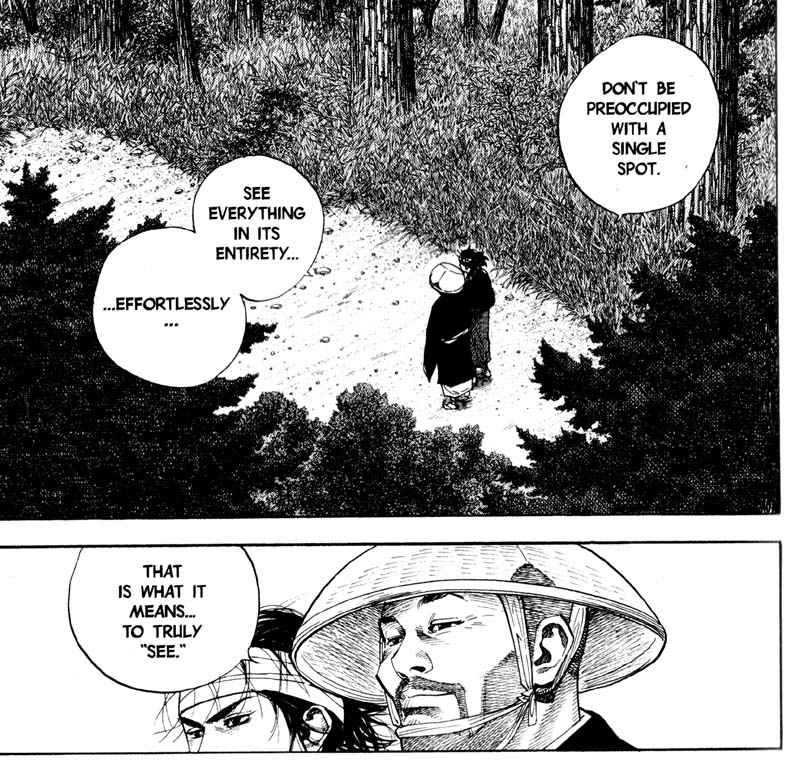 DON'T BE
PREOCCUPIED
WITH A
SINGLE
SPOT.
SEE
EVERYTHING
IN ITS
ENTIRETY...
...EFFORTLESSLY
...
THAT
IS WHAT IT
MEANS...
TO TRULY
"SEE."